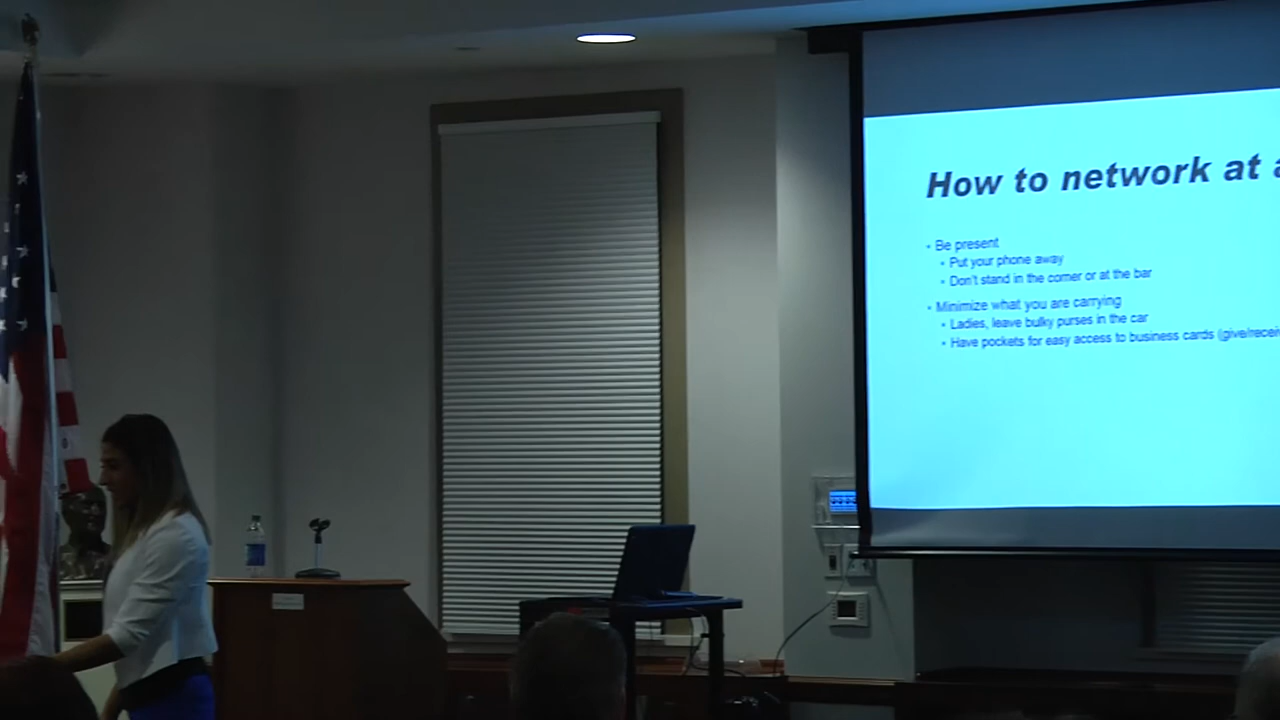 How to network at a
• Be present
• Put your phone away
• Don't stand in the corner or at the bar
• Minimize what you are carrying
• Ladies, leave bulky purses in the car
• Have pockets for easy access to business cards (give/recei